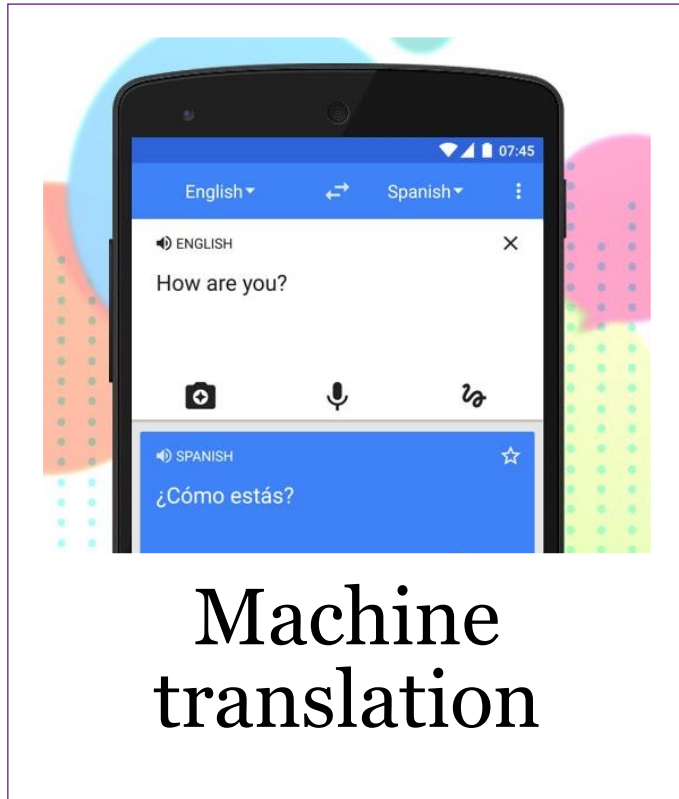 07:45
English Spanish
ENGLISH
How are you?
SPANISH
¿Cómo estás?
Machine
translation